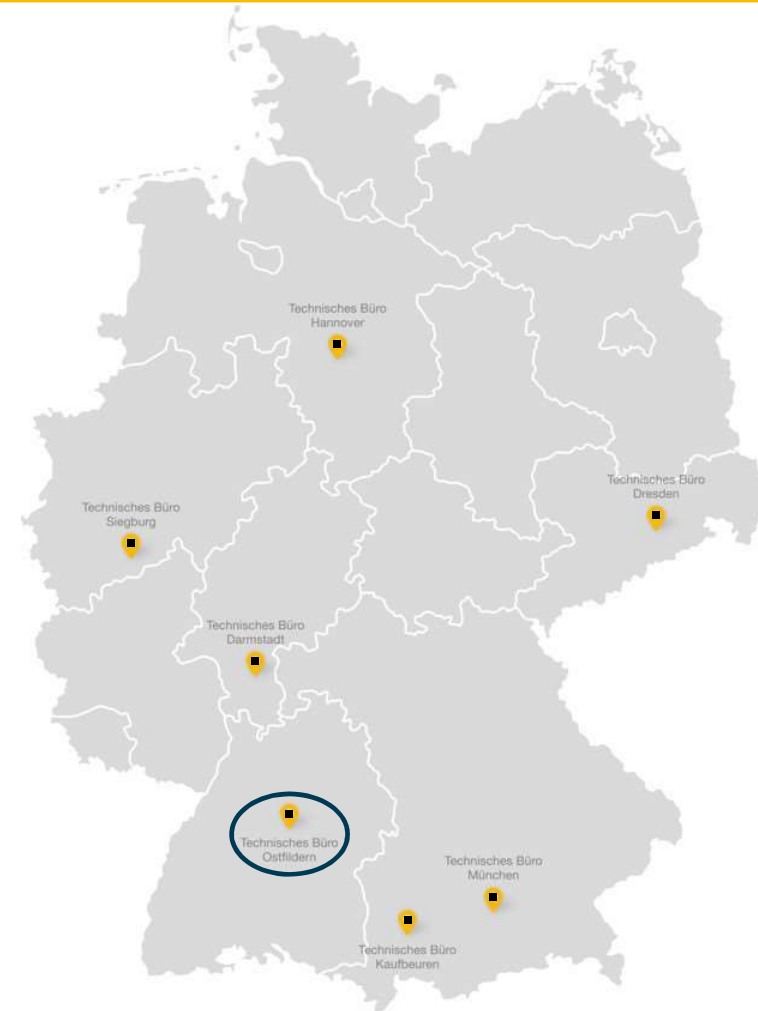 Technisches Büro
Hannover
Technisches Büro
Dresden
Technisches Büro
Siegburg
Technisches Büro
Darmstadt
Technisches Büro
Ostfildern
Technisches Büro
München
Technisches Büro
Kaufbeuren